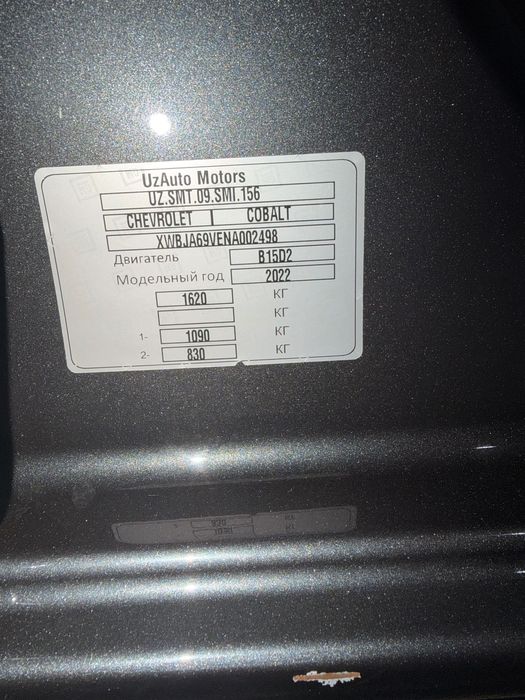 UzAuto Motors
UZ.SMT.09.SMI.156
CHEVROLET COBALT
XWBJA69VENA002498
Двигатель B15D2
Модельный год 2022
1620 КГ
КГ
1- 1090 КГ
2- 830 КГ